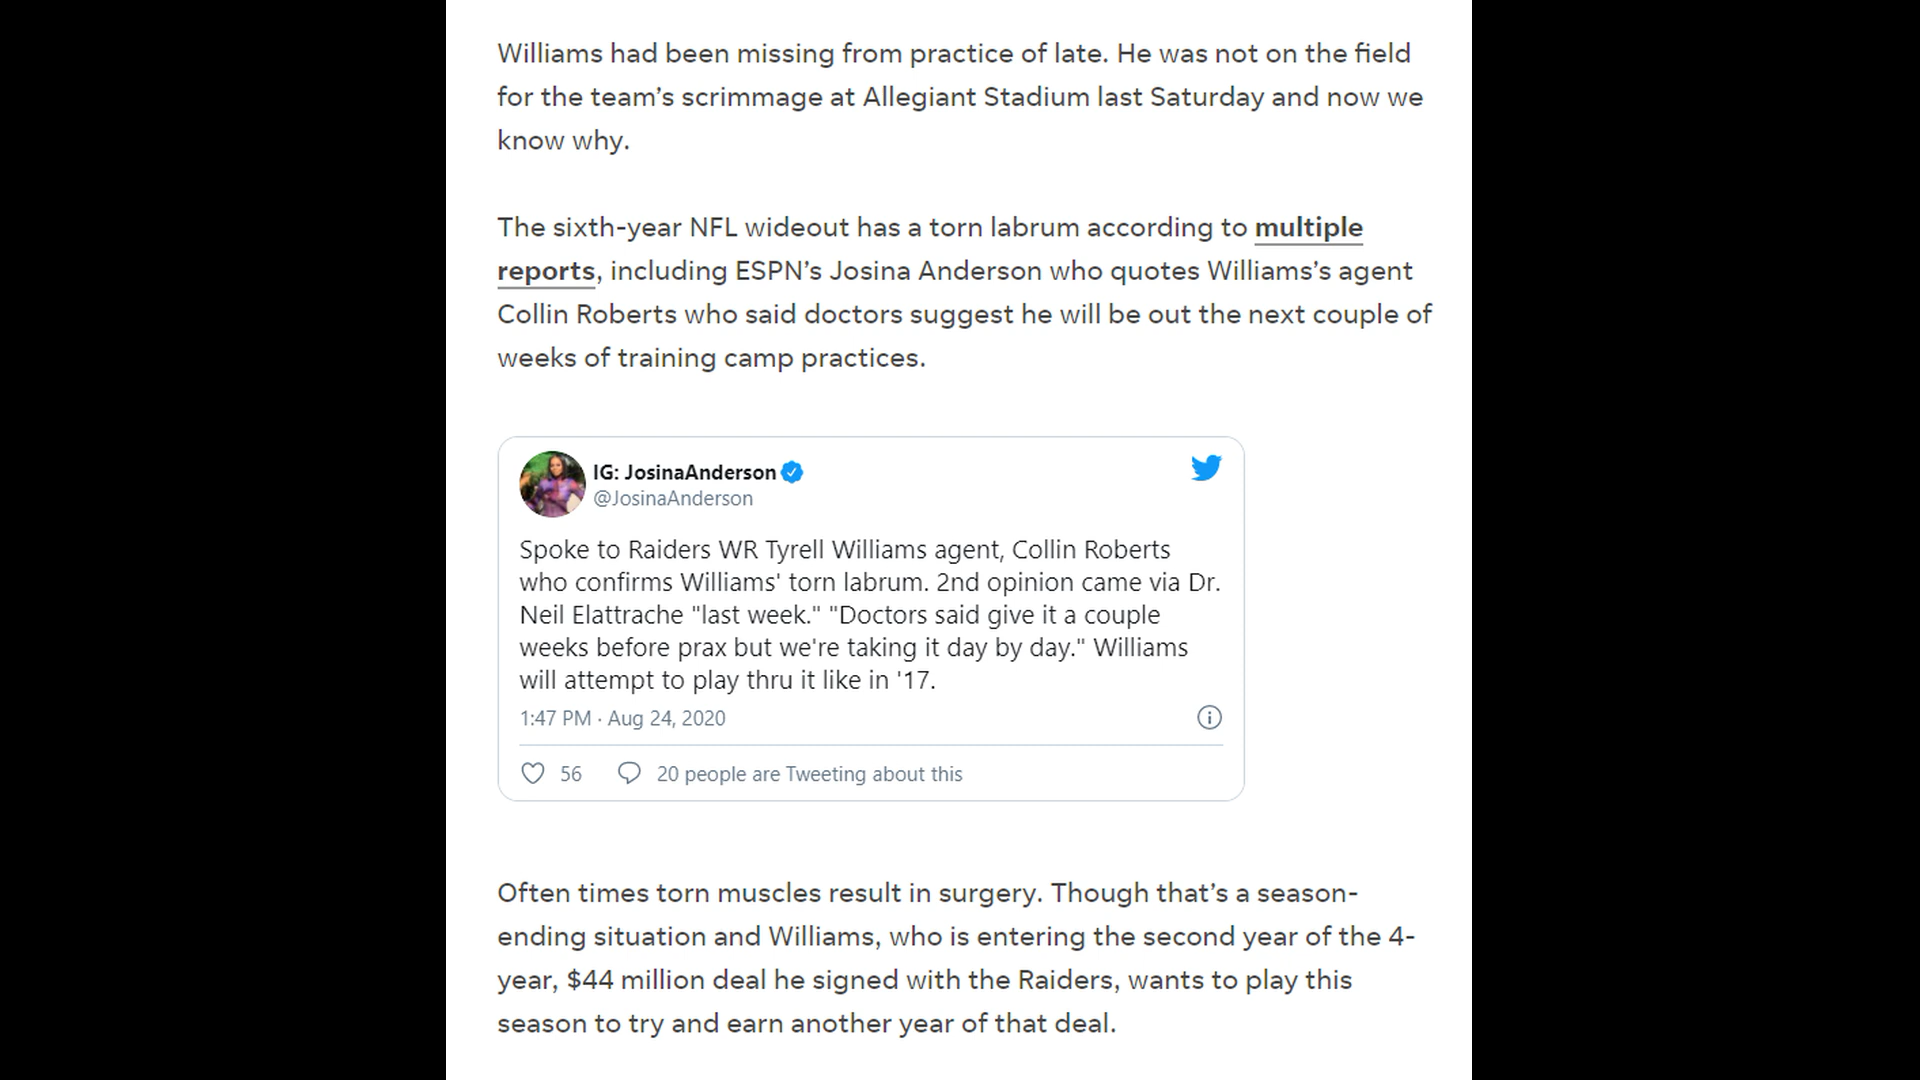 Williams had been missing from practice of late. He was not on the field
for the team’s scrimmage at Allegiant Stadium last Saturday and now we
know why.
The sixth-year NFL wideout has a torn labrum according to multiple
reports, including ESPN’s Josina Anderson who quotes Williams’s agent
Collin Roberts who said doctors suggest he will be out the next couple of
weeks of training camp practices.
IG: JosinaAnderson
@JosinaAnderson
Spoke to Raiders WR Tyrell Williams agent, Collin Roberts
who confirms Williams' torn labrum. 2nd opinion came via Dr.
Neil Elattrache "last week." "Doctors said give it a couple
weeks before prax but we're taking it day by day." Williams
will attempt to play thru it like in '17.
1:47 PM · Aug 24, 2020
56 20 people are Tweeting about this
Often times torn muscles result in surgery. Though that’s a season-
ending situation and Williams, who is entering the second year of the 4-
year, $44 million deal he signed with the Raiders, wants to play this
season to try and earn another year of that deal.